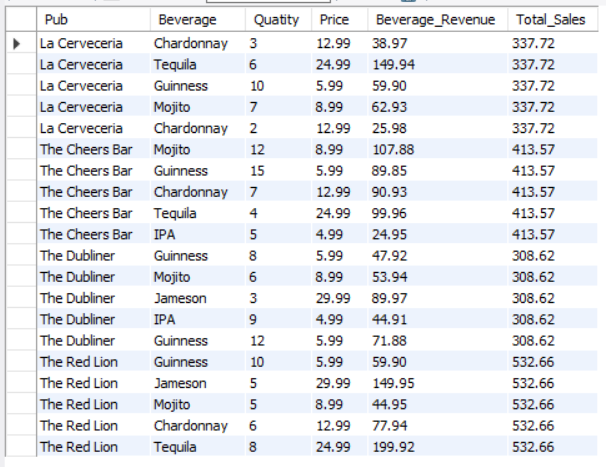 Pub Beverage Quatity Price Beverage_Revenue Total_Sales
La Cerveceria Chardonnay 3 12.99 38.97 337.72
La Cerveceria Tequila 6 24.99 149.94 337.72
La Cerveceria Guinness 10 5.99 59.90 337.72
La Cerveceria Mojito 7 8.99 62.93 337.72
La Cerveceria Chardonnay 2 12.99 25.98 337.72
The Cheers Bar Mojito 12 8.99 107.88 413.57
The Cheers Bar Guinness 15 5.99 89.85 413.57
The Cheers Bar Chardonnay 7 12.99 90.93 413.57
The Cheers Bar Tequila 4 24.99 99.96 413.57
The Cheers Bar IPA 5 4.99 24.95 413.57
The Dubliner Guinness 8 5.99 47.92 308.62
The Dubliner Mojito 6 8.99 53.94 308.62
The Dubliner Jameson 3 29.99 89.97 308.62
The Dubliner IPA 9 4.99 44.91 308.62
The Dubliner Guinness 12 5.99 71.88 308.62
The Red Lion Guinness 10 5.99 59.90 532.66
The Red Lion Jameson 5 29.99 149.95 532.66
The Red Lion Mojito 5 8.99 44.95 532.66
The Red Lion Chardonnay 6 12.99 77.94 532.66
The Red Lion Tequila 8 24.99 199.92 532.66